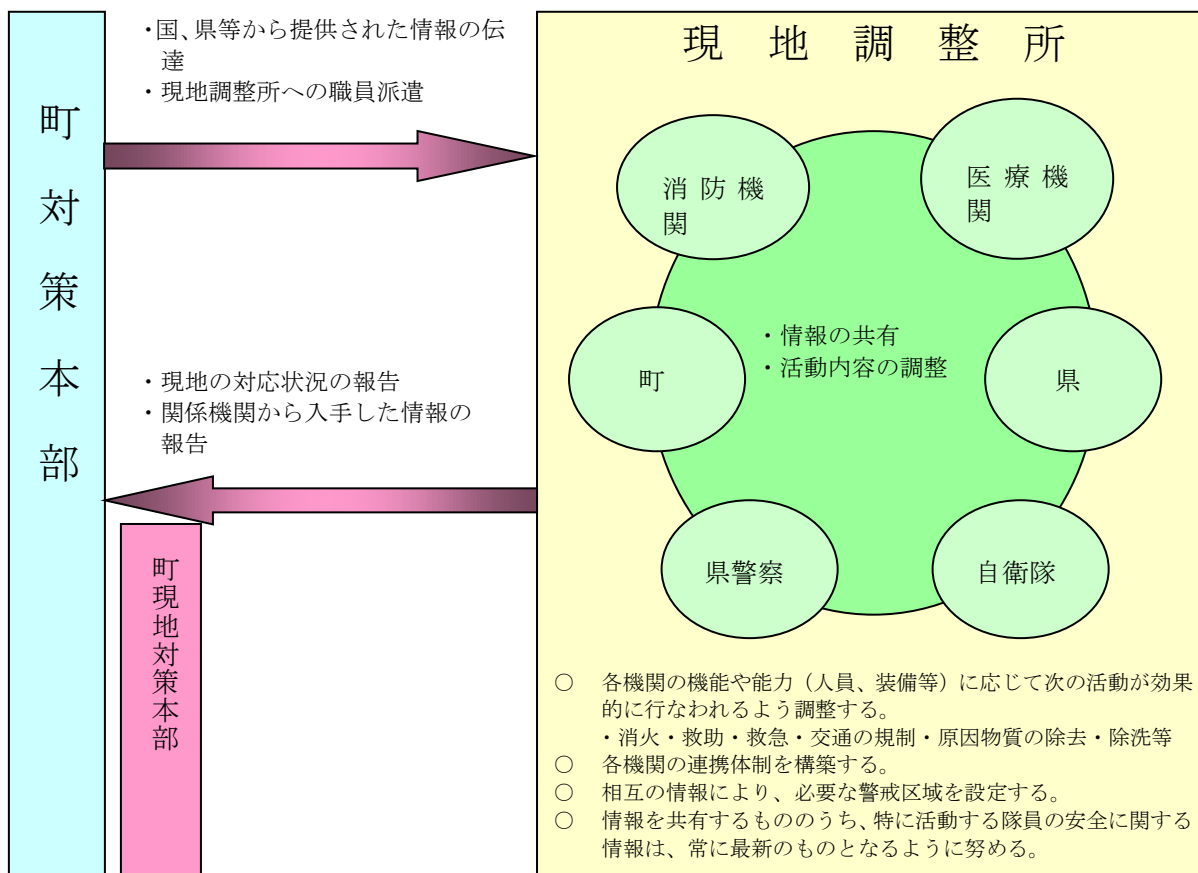 町対策本部
・国、県等から提供された情報の伝
達
・現地調整所への職員派遣
・現地の対応状況の報告
・関係機関から入手した情報の
報告
町現地対策本部
現地調整所
消防機
関
医療機
関
・情報の共有
・活動内容の調整
町
県
県警察
自衛隊
○ 各機関の機能や能力（人員、装備等）に応じて次の活動が効果
的に行なわれるよう調整する。
・消火・救助・救急・交通の規制・原因物質の除去・除洗等
○ 各機関の連携体制を構築する。
○ 相互の情報により、必要な警戒区域を設定する。
○ 情報を共有するもののうち、特に活動する隊員の安全に関する
情報は、常に最新のものとなるように努める。